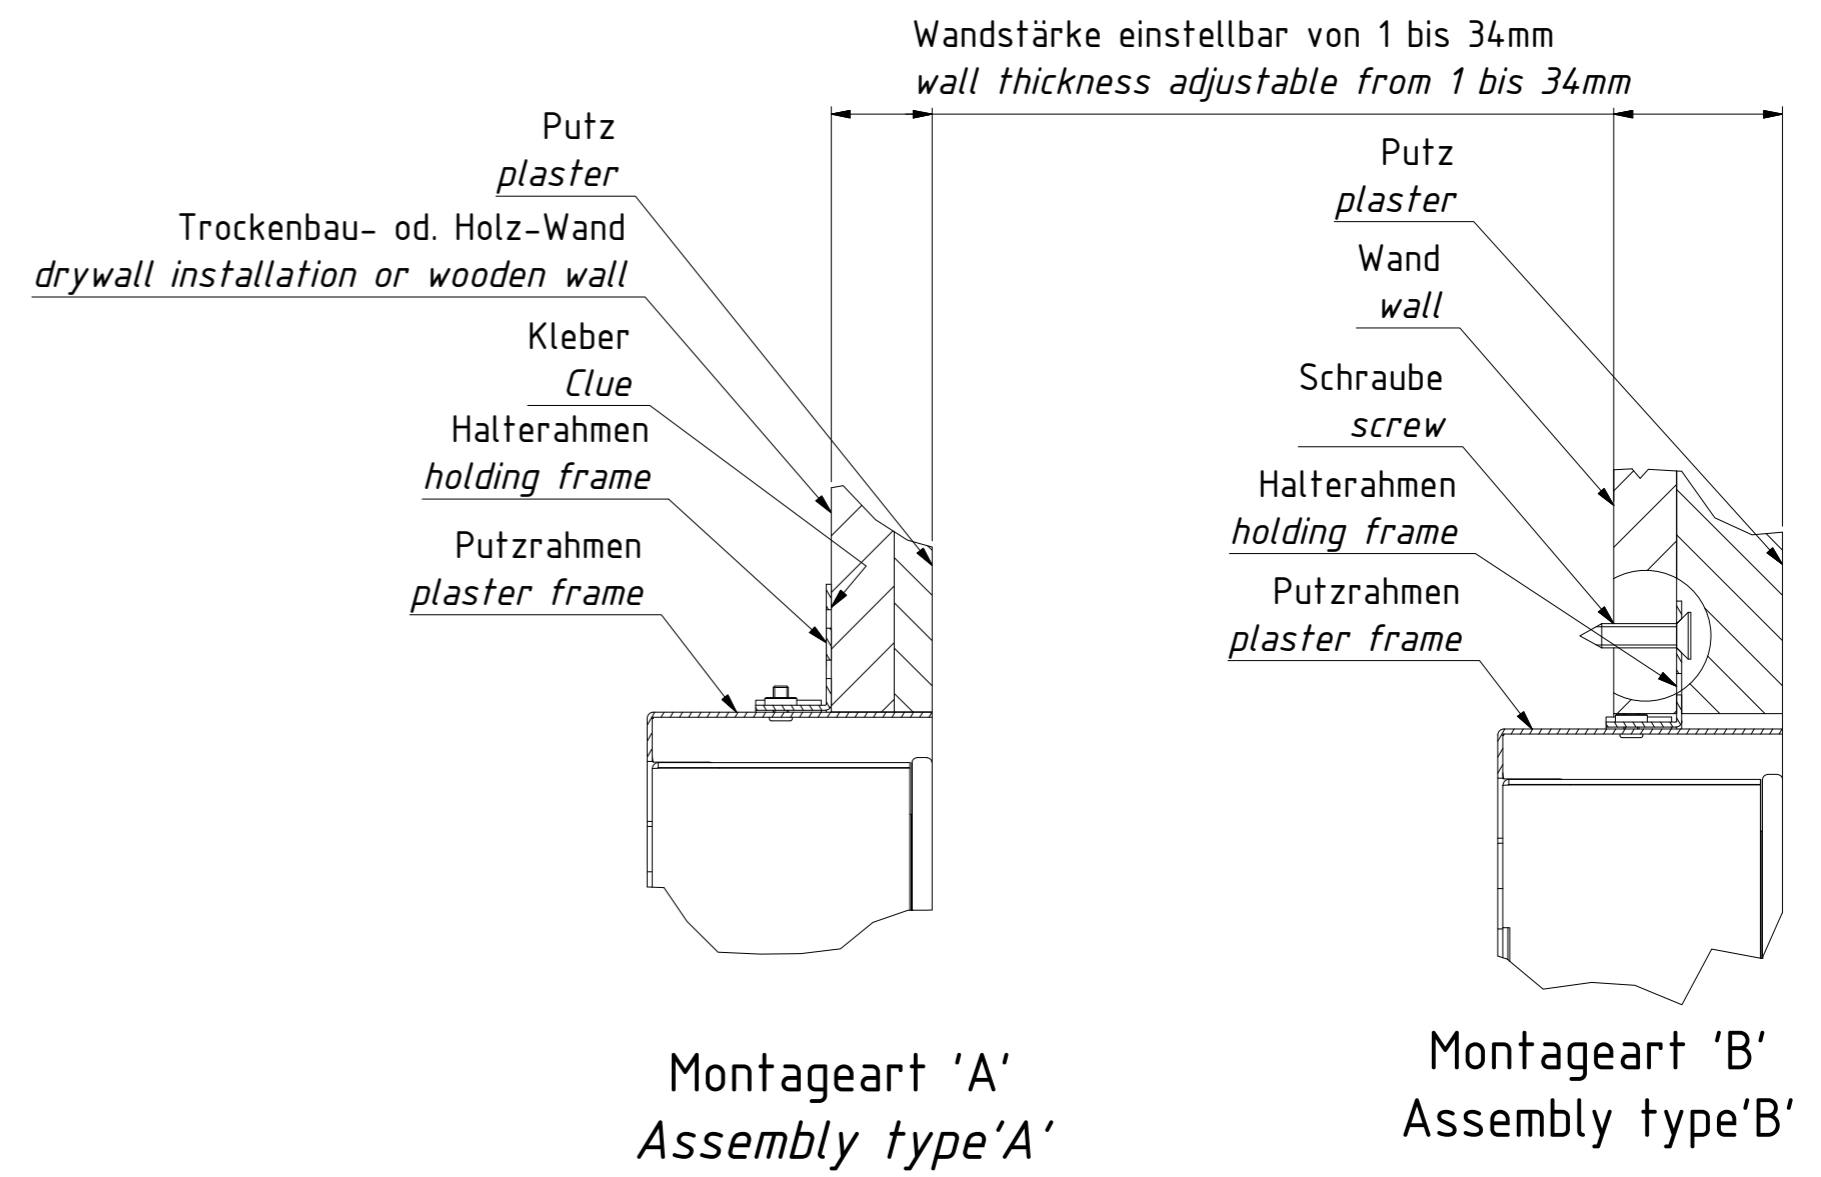 Wandstärke einstellbar von 1 bis 34mm
wall thickness adjustable from 1 bis 34mm
Putz
plaster
Trockenbau- od. Holz-Wand
drywall installation or wooden wall
Kleber
Clue
Halterahmen
holding frame
Putzrahmen
plaster frame
Montageart 'A'
Assembly type'A'
Putz
plaster
Wand
wall
Schraube
screw
Halterahmen
holding frame
Putzrahmen
plaster frame
Montageart 'B'
Assembly type'B'